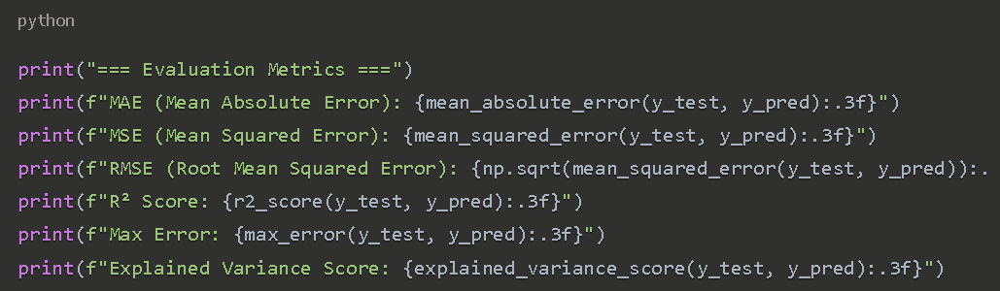 python
print("=== Evaluation Metrics ===")
print(f"MAE (Mean Absolute Error): {mean_absolute_error(y_test, y_pred):.3f}")
print(f"MSE (Mean Squared Error): {mean_squared_error(y_test, y_pred):.3f}")
print(f"RMSE (Root Mean Squared Error): {np.sqrt(mean_squared_error(y_test, y_pred)):.
print(f"R² Score: {r2_score(y_test, y_pred):.3f}")
print(f"Max Error: {max_error(y_test, y_pred):.3f}")
print(f"Explained Variance Score: {explained_variance_score(y_test, y_pred):.3f}")